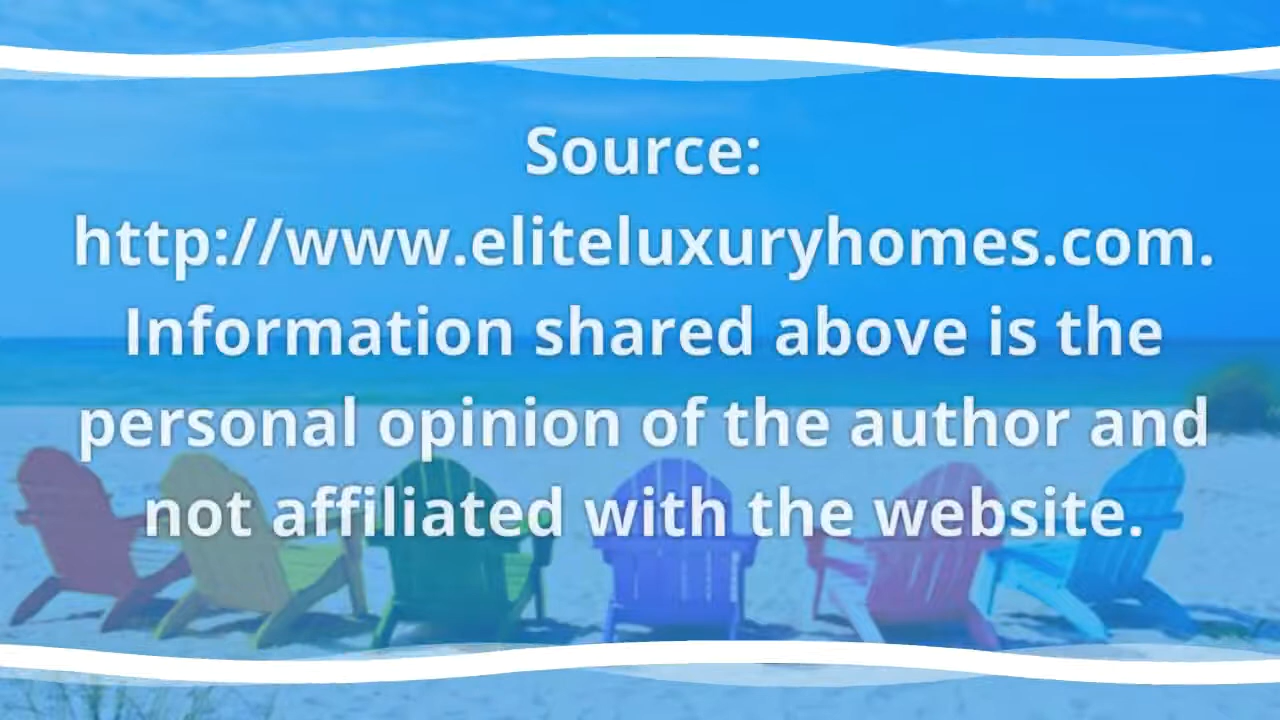 Source:
http://www.eliteluxuryhomes.com.
Information shared above is the
personal opinion of the author and
not affiliated with the website.